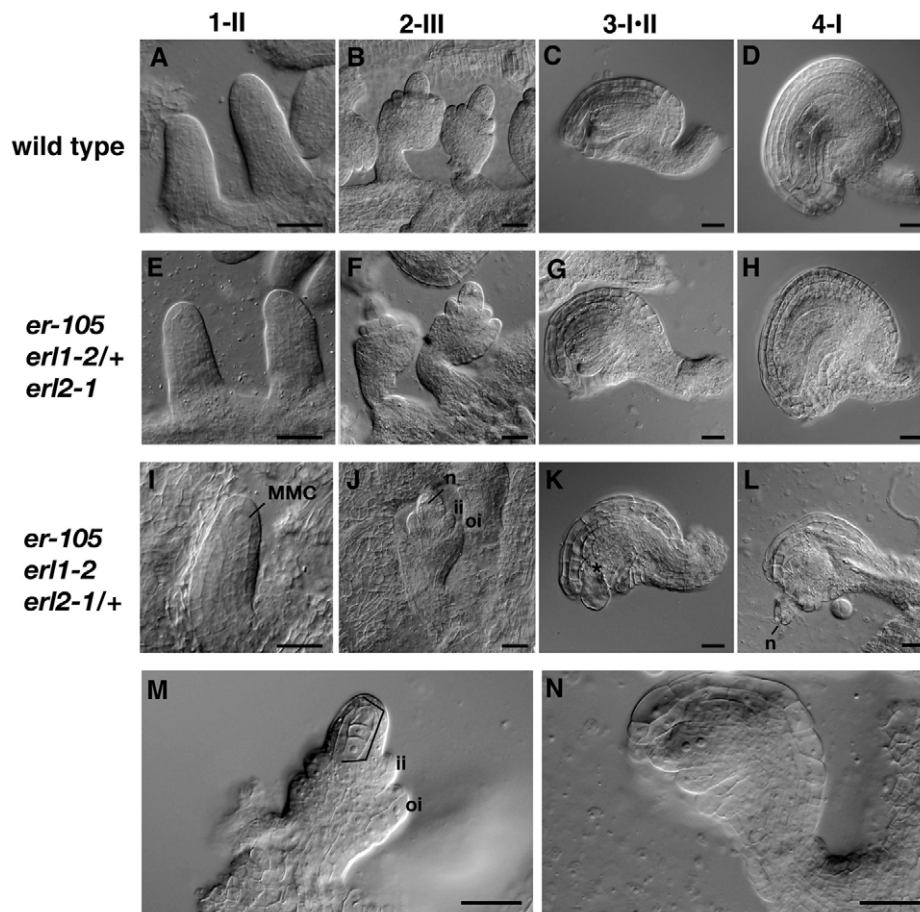 1-II 2-III 3-I•II 4-I
A B C D
wild type
E F G H
er-105
erl1-2/+
erl2-1
I MMC J n ii oi K * L n
er-105
erl1-2
erl2-1/+
M ii oi N